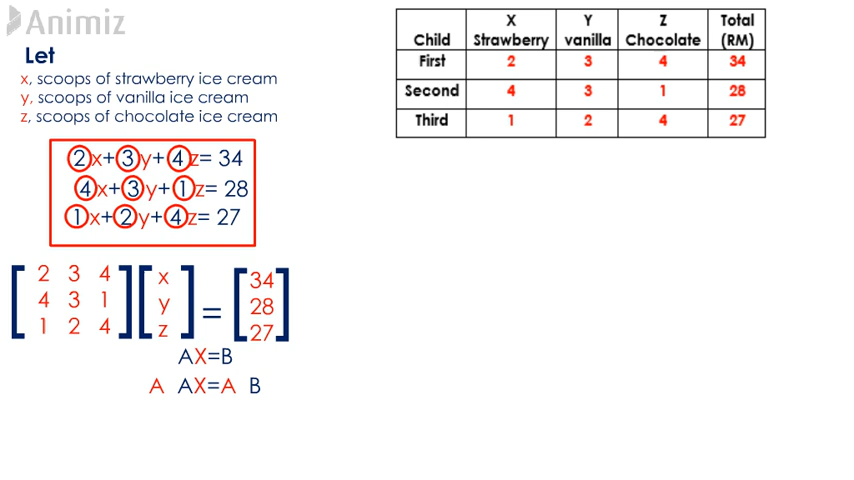 Animiz
Let
x, scoops of strawberry ice cream
y, scoops of vanilla ice cream
z, scoops of chocolate ice cream
2x+3y+4z= 34
4x+3y+1z= 28
1x+2y+4z= 27
2 3 4 x 34
4 3 1 y = 28
1 2 4 z 27
AX=B
A AX=A B
Child X Strawberry Y vanilla Z Chocolate Total (RM)
First 2 3 4 34
Second 4 3 1 28
Third 1 2 4 27